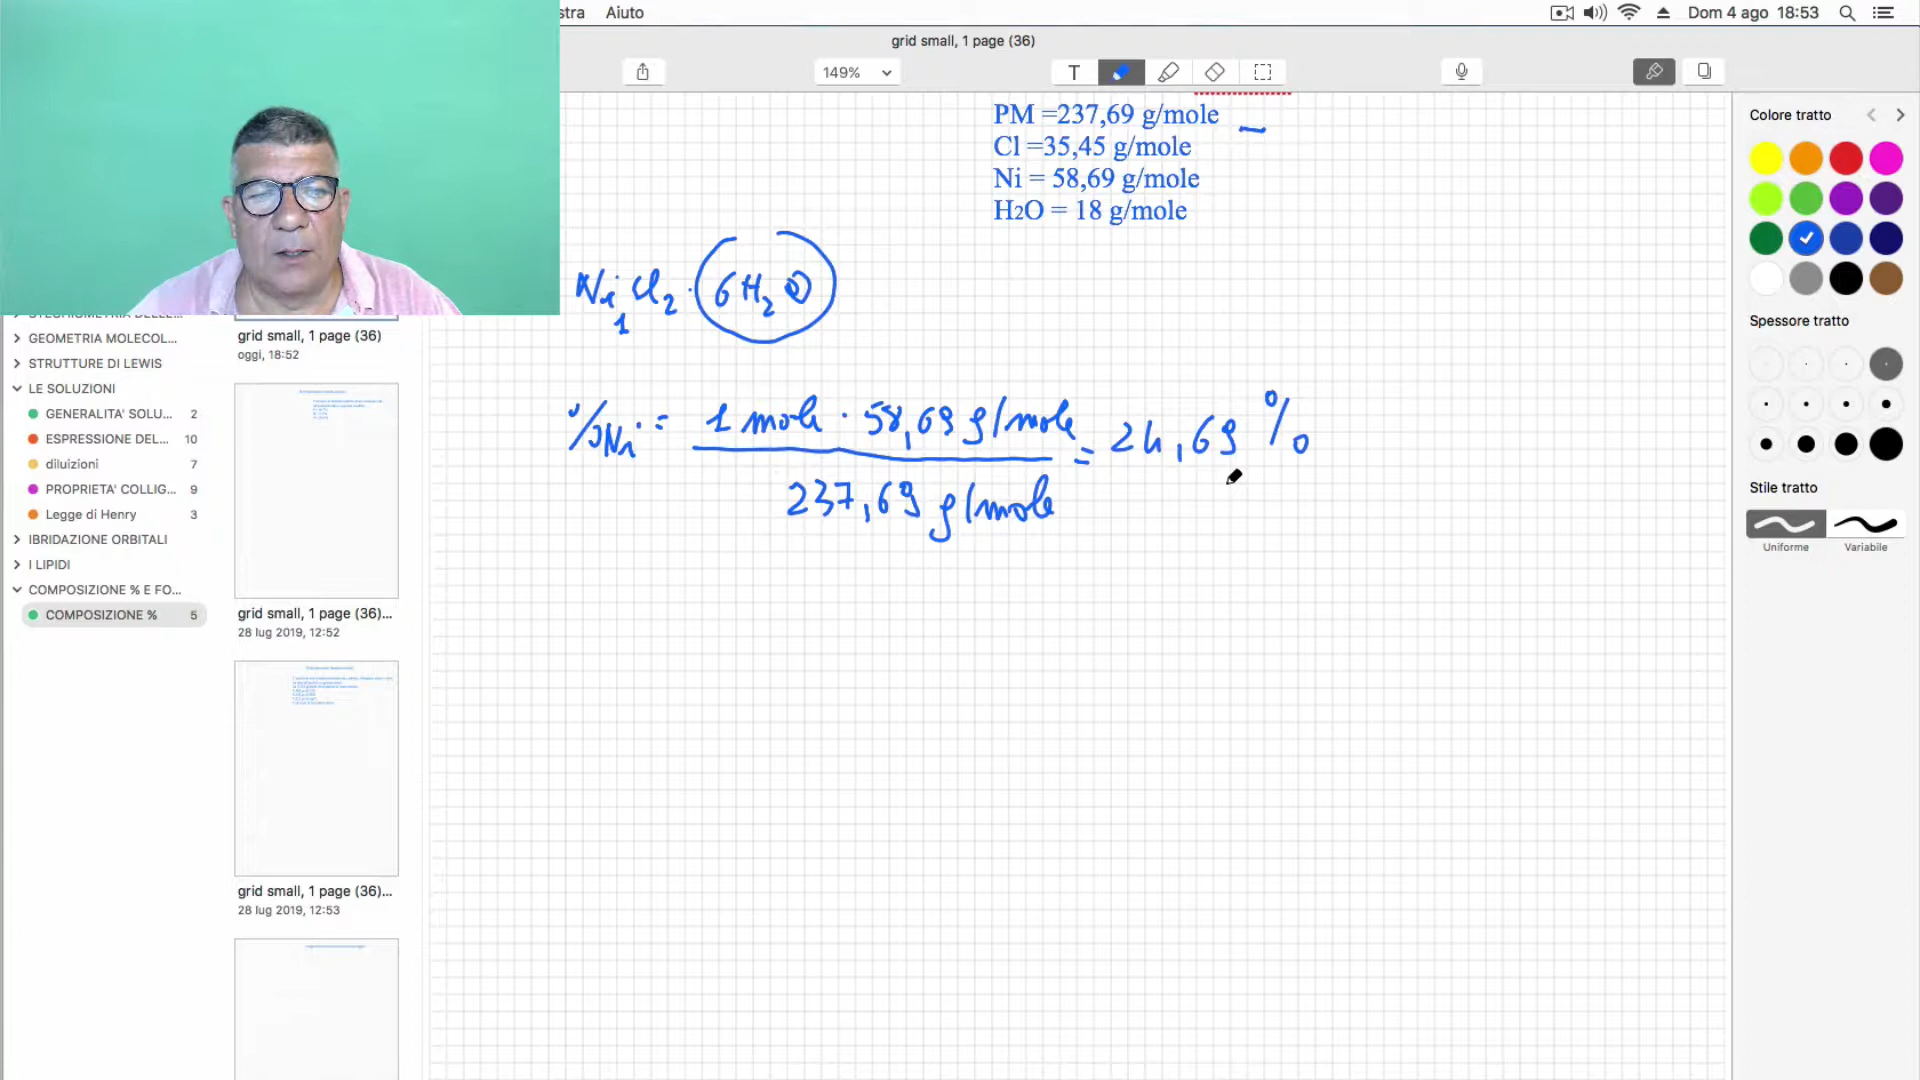 stra Aiuto Dom 4 ago 18:53
grid small, 1 page (36)
149% T
PM =237,69 g/mole
Cl =35,45 g/mole
Ni = 58,69 g/mole
H2O = 18 g/mole
NiCl2 · 6H2O
1
%Ni = 1 mole · 58,69 g/mole = 24,69 %
237,69 g/mole
GEOMETRIA MOLECOL...
STRUTTURE DI LEWIS
LE SOLUZIONI
GENERALITA' SOLU... 2
ESPRESSIONE DEL... 10
diluizioni 7
PROPRIETA' COLLIG... 9
Legge di Henry 3
IBRIDAZIONE ORBITALI
I LIPIDI
COMPOSIZIONE % E FO...
COMPOSIZIONE % 5
grid small, 1 page (36)
oggi, 18:52
grid small, 1 page (36)...
28 lug 2019, 12:52
grid small, 1 page (36)...
28 lug 2019, 12:53
Colore tratto
Spessore tratto
Stile tratto
Uniforme Variabile